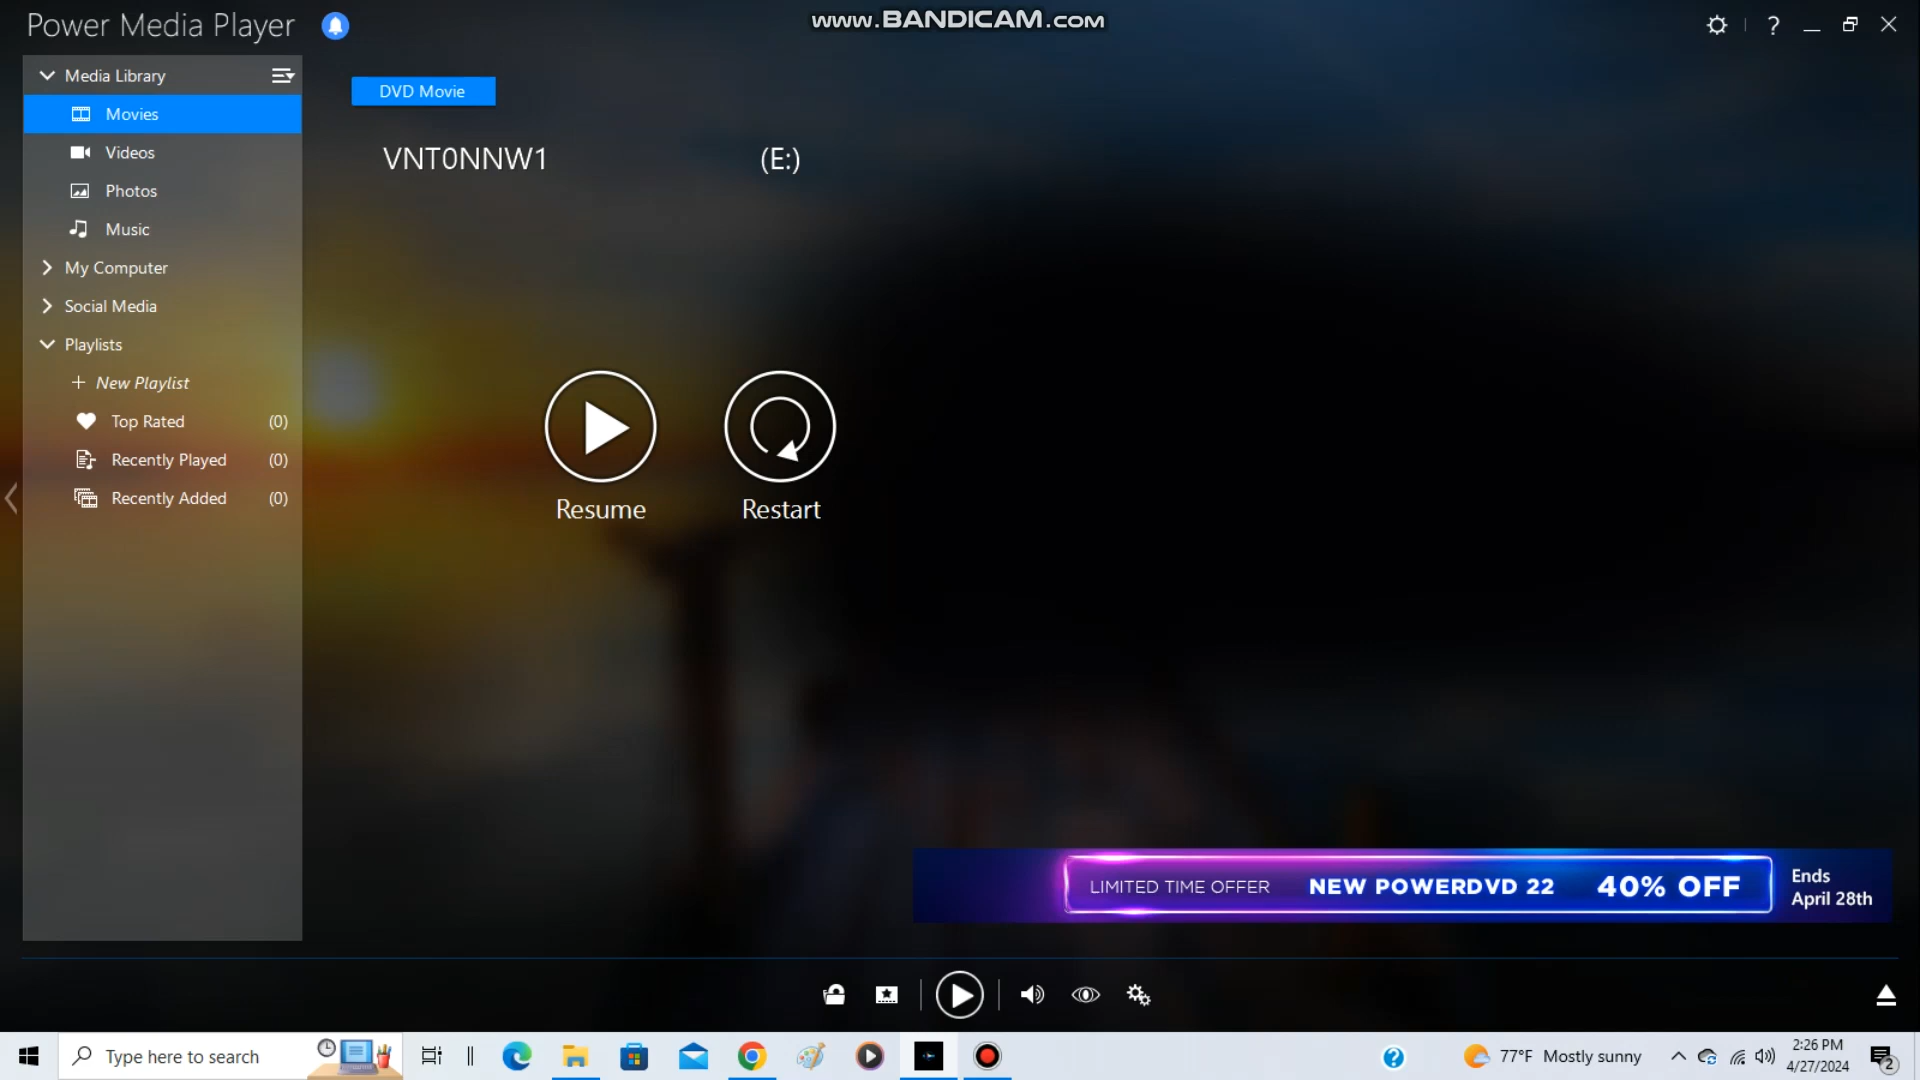 Power Media Player
www.BANDICAM.com
Media Library
Movies
Videos
Photos
Music
My Computer
Social Media
Playlists
+ New Playlist
Top Rated (0)
Recently Played (0)
Recently Added (0)
DVD Movie
VNT0NNW1 (E:)
Resume
Restart
LIMITED TIME OFFER NEW POWERDVD 22 40% OFF
Ends
April 28th
Type here to search
77°F Mostly sunny
2:26 PM
4/27/2024
2